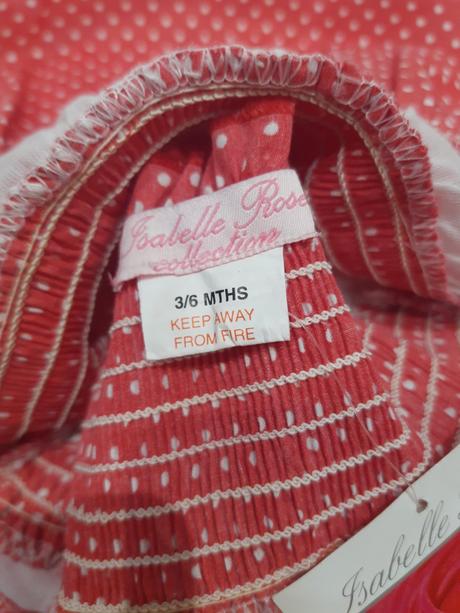 Isabelle Rose
collection
3/6 MTHS
KEEP AWAY
FROM FIRE
Isabelle